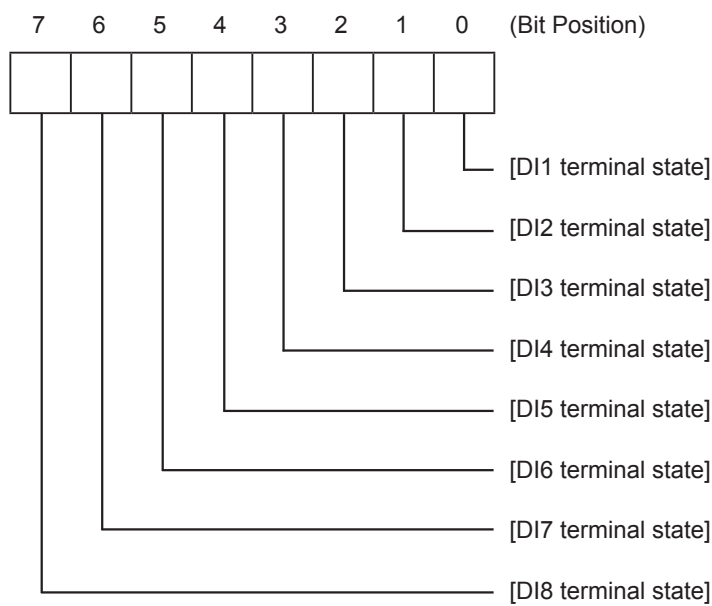 7 6 5 4 3 2 1 0 (Bit Position)
[DI1 terminal state]
[DI2 terminal state]
[DI3 terminal state]
[DI4 terminal state]
[DI5 terminal state]
[DI6 terminal state]
[DI7 terminal state]
[DI8 terminal state]